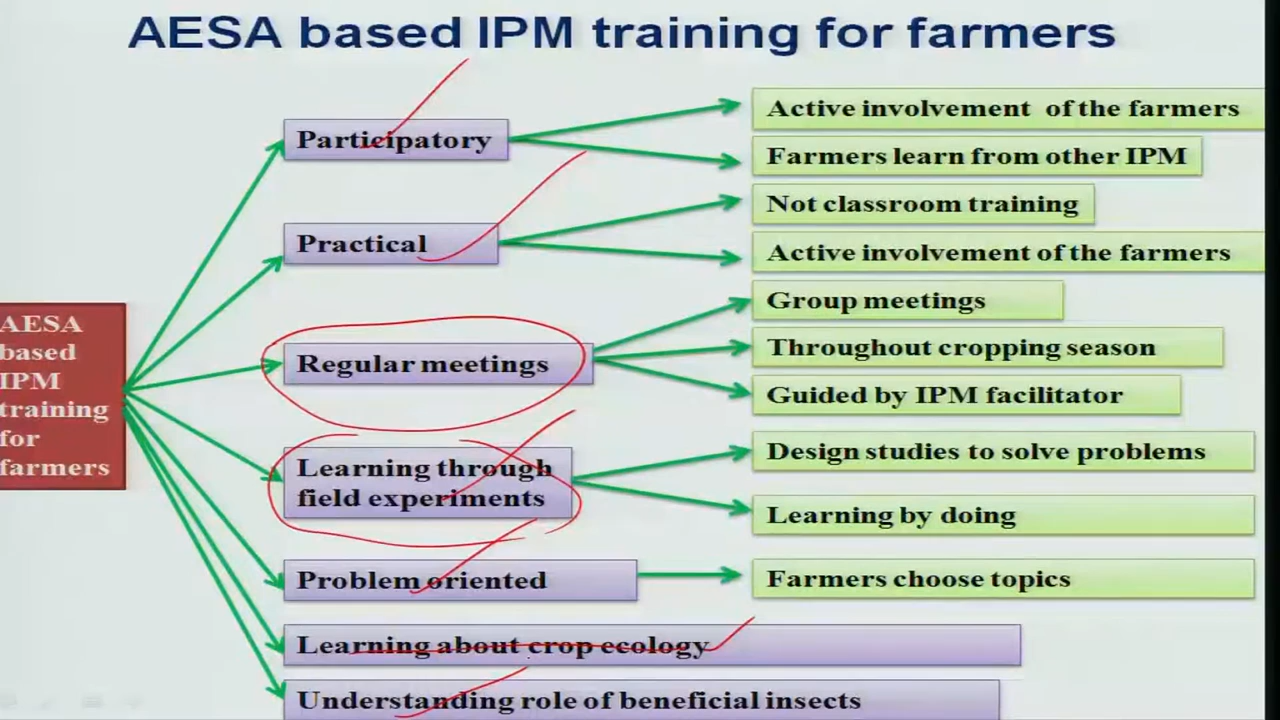 AESA based IPM training for farmers
AESA
based
IPM
training
for
farmers
Participatory
Active involvement of the farmers
Farmers learn from other IPM
Practical
Not classroom training
Active involvement of the farmers
Regular meetings
Group meetings
Throughout cropping season
Guided by IPM facilitator
Learning through
field experiments
Design studies to solve problems
Learning by doing
Problem oriented
Farmers choose topics
Learning about crop ecology
Understanding role of beneficial insects